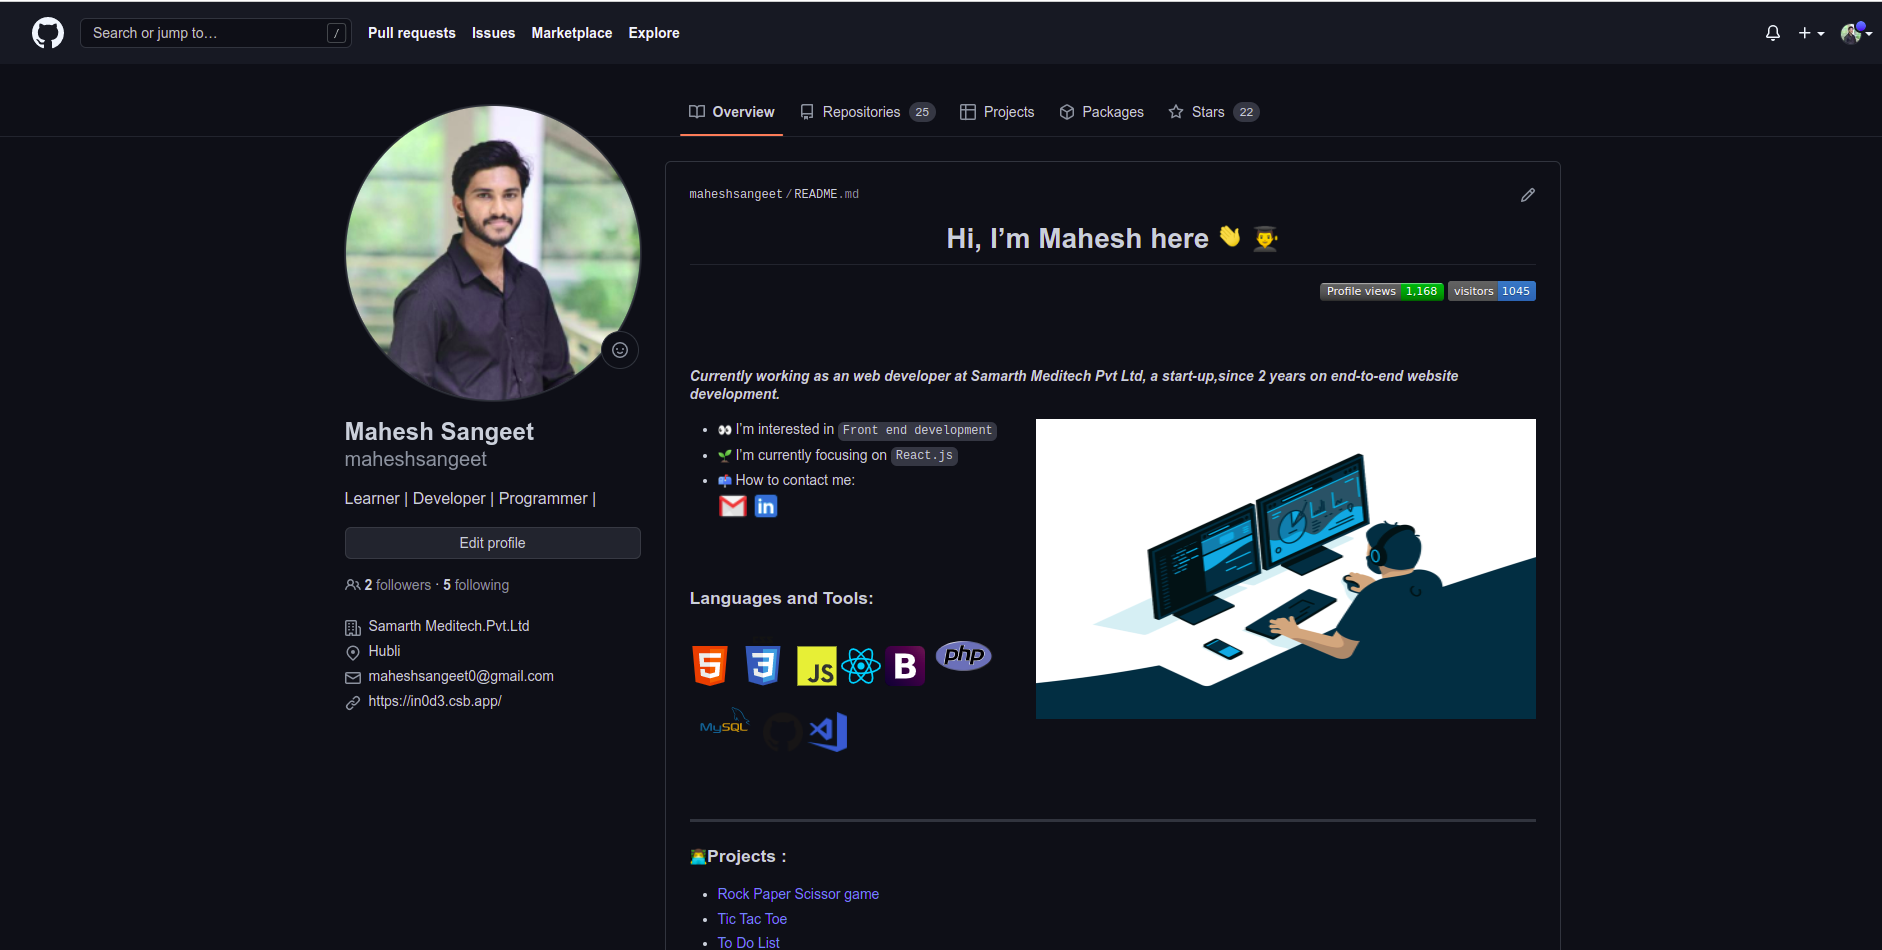 Search or jump to… /
Pull requests Issues Marketplace Explore
Overview Repositories 25 Projects Packages Stars 22
Mahesh Sangeet
maheshsangeet
Learner | Developer | Programmer |
Edit profile
2 followers · 5 following
Samarth Meditech.Pvt.Ltd
Hubli
maheshsangeet0@gmail.com
https://in0d3.csb.app/
maheshsangeet/README.md
Hi, I’m Mahesh here 👋 👨‍🎓
Profile views 1,168 visitors 1045
Currently working as an web developer at Samarth Meditech Pvt Ltd, a start-up,since 2 years on end-to-end website
development.
• 👀 I’m interested in Front end development
• 🌱 I’m currently focusing on React.js
• 📫 How to contact me:
in
Languages and Tools:
5 3 JS B php
MySQL
👨‍💻Projects :
• Rock Paper Scissor game
• Tic Tac Toe
• To Do List